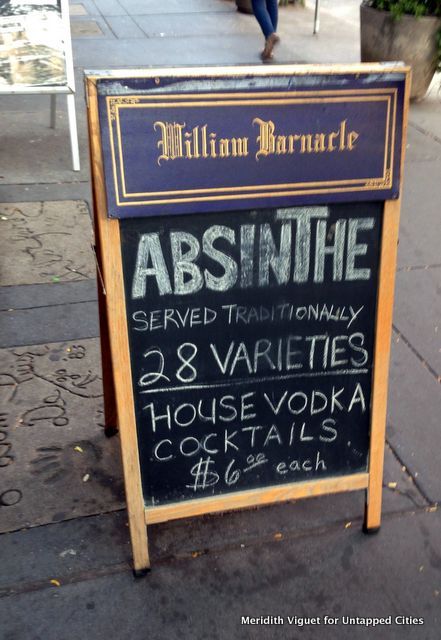 William Barnacle
ABSINTHE
SERVED TRADITIONALLY
28 VARIETIES
HOUSE VODKA
COCKTAILS
$6.00 each
Meridith Viguet for Untapped Cities